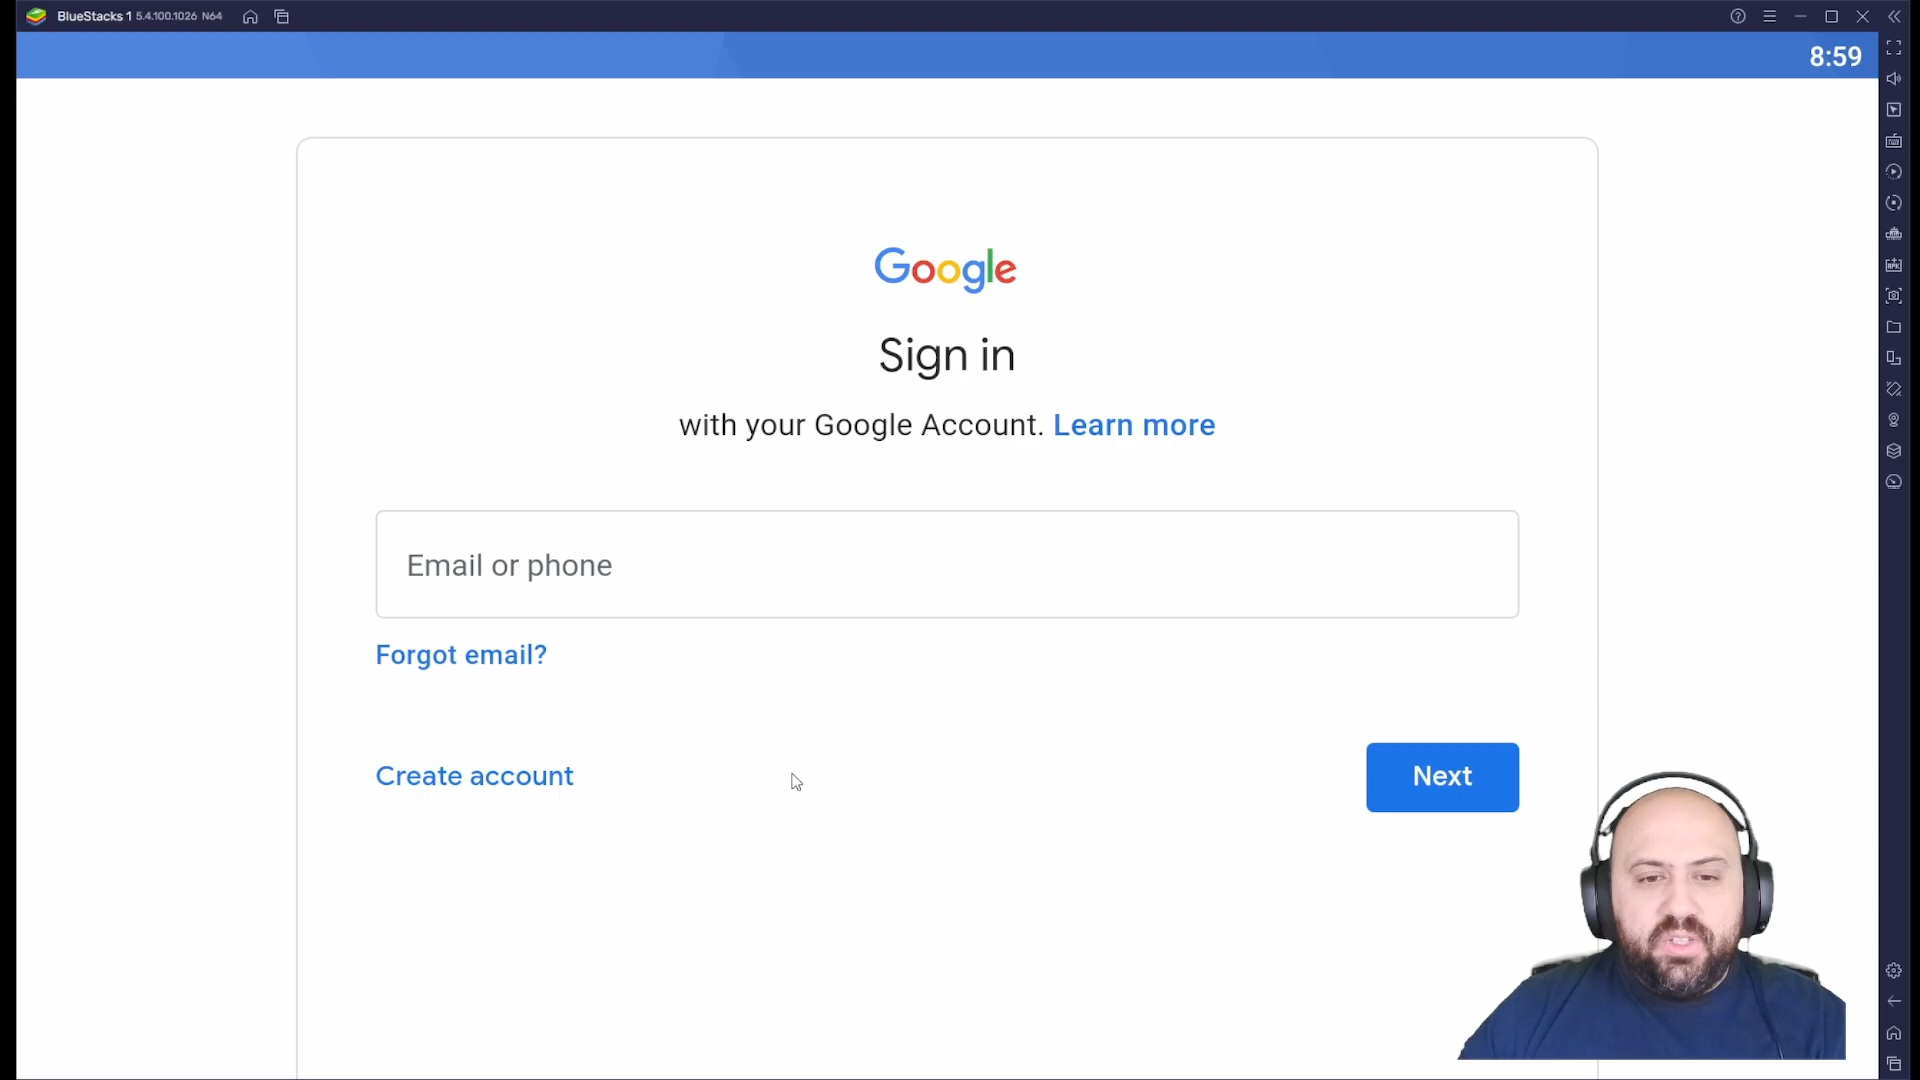 BlueStacks 1 5.4.100.1026 N64
8:59
Google
Sign in
with your Google Account. Learn more
Email or phone
Forgot email?
Create account
Next